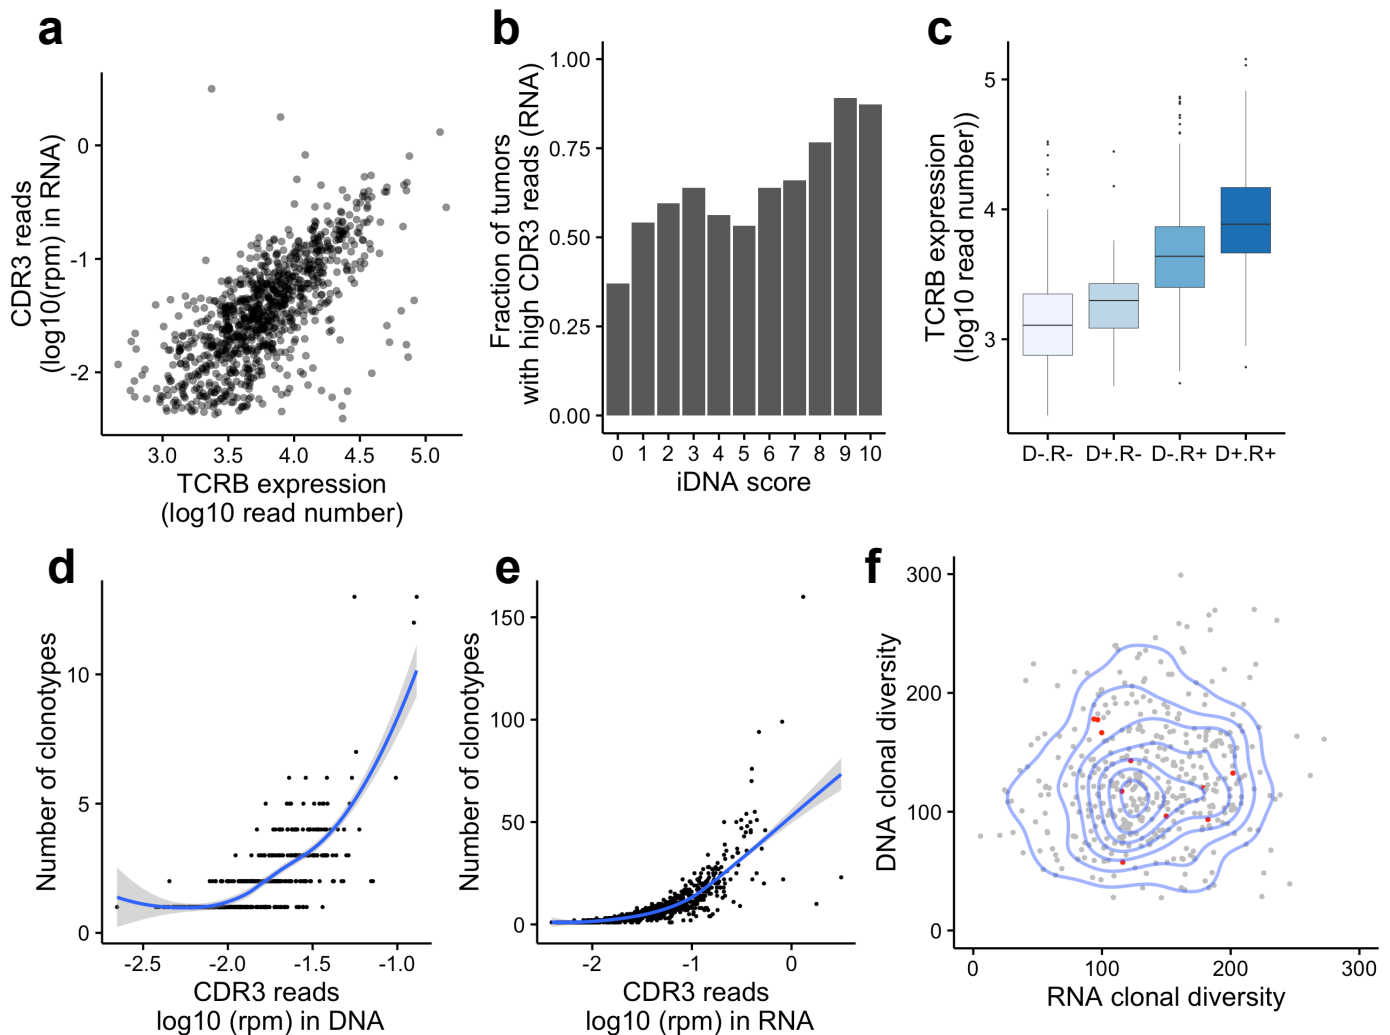 a
CDR3 reads
(log10(rpm) in RNA)
0
-1
-2
3.0 3.5 4.0 4.5 5.0
TCRB expression
(log10 read number)
b
Fraction of tumors
with high CDR3 reads (RNA)
1.00
0.75
0.50
0.25
0.00
0 1 2 3 4 5 6 7 8 9 10
iDNA score
c
TCRB expression
(log10 read number))
5
4
3
D-.R- D+.R- D-.R+ D+.R+
d
Number of clonotypes
10
5
0
-2.5 -2.0 -1.5 -1.0
CDR3 reads
log10 (rpm) in DNA
e
Number of clonotypes
150
100
50
0
-2 -1 0
CDR3 reads
log10 (rpm) in RNA
f
DNA clonal diversity
300
200
100
0
0 100 200 300
RNA clonal diversity